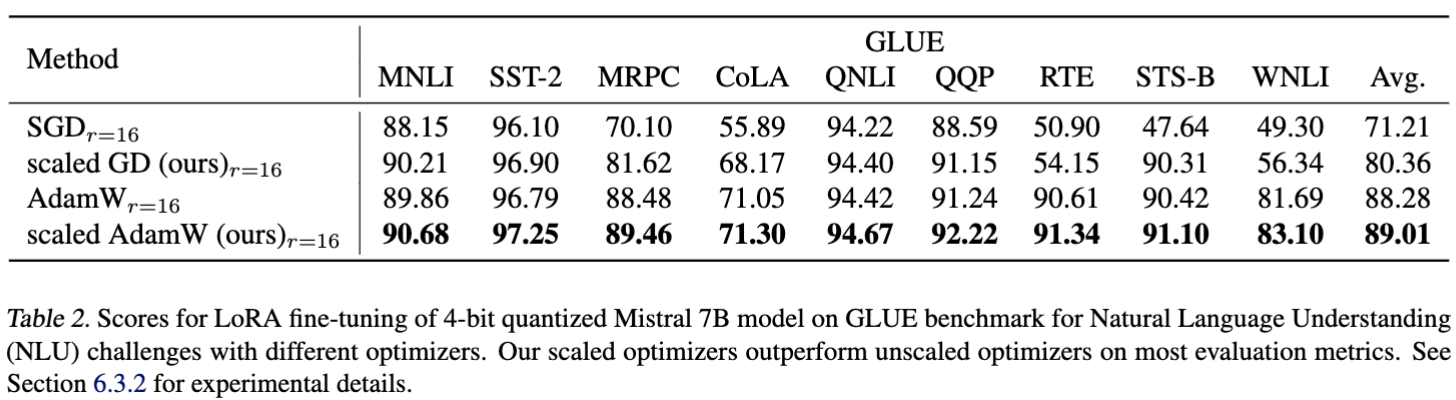 Method GLUE
MNLI SST-2 MRPC CoLA QNLI QQP RTE STS-B WNLI Avg.
SGD r=16 88.15 96.10 70.10 55.89 94.22 88.59 50.90 47.64 49.30 71.21
scaled GD (ours) r=16 90.21 96.90 81.62 68.17 94.40 91.15 54.15 90.31 56.34 80.36
AdamW r=16 89.86 96.79 88.48 71.05 94.42 91.24 90.61 90.42 81.69 88.28
scaled AdamW (ours) r=16 90.68 97.25 89.46 71.30 94.67 92.22 91.34 91.10 83.10 89.01
Table 2. Scores for LoRA fine-tuning of 4-bit quantized Mistral 7B model on GLUE benchmark for Natural Language Understanding
(NLU) challenges with different optimizers. Our scaled optimizers outperform unscaled optimizers on most evaluation metrics. See
Section 6.3.2 for experimental details.